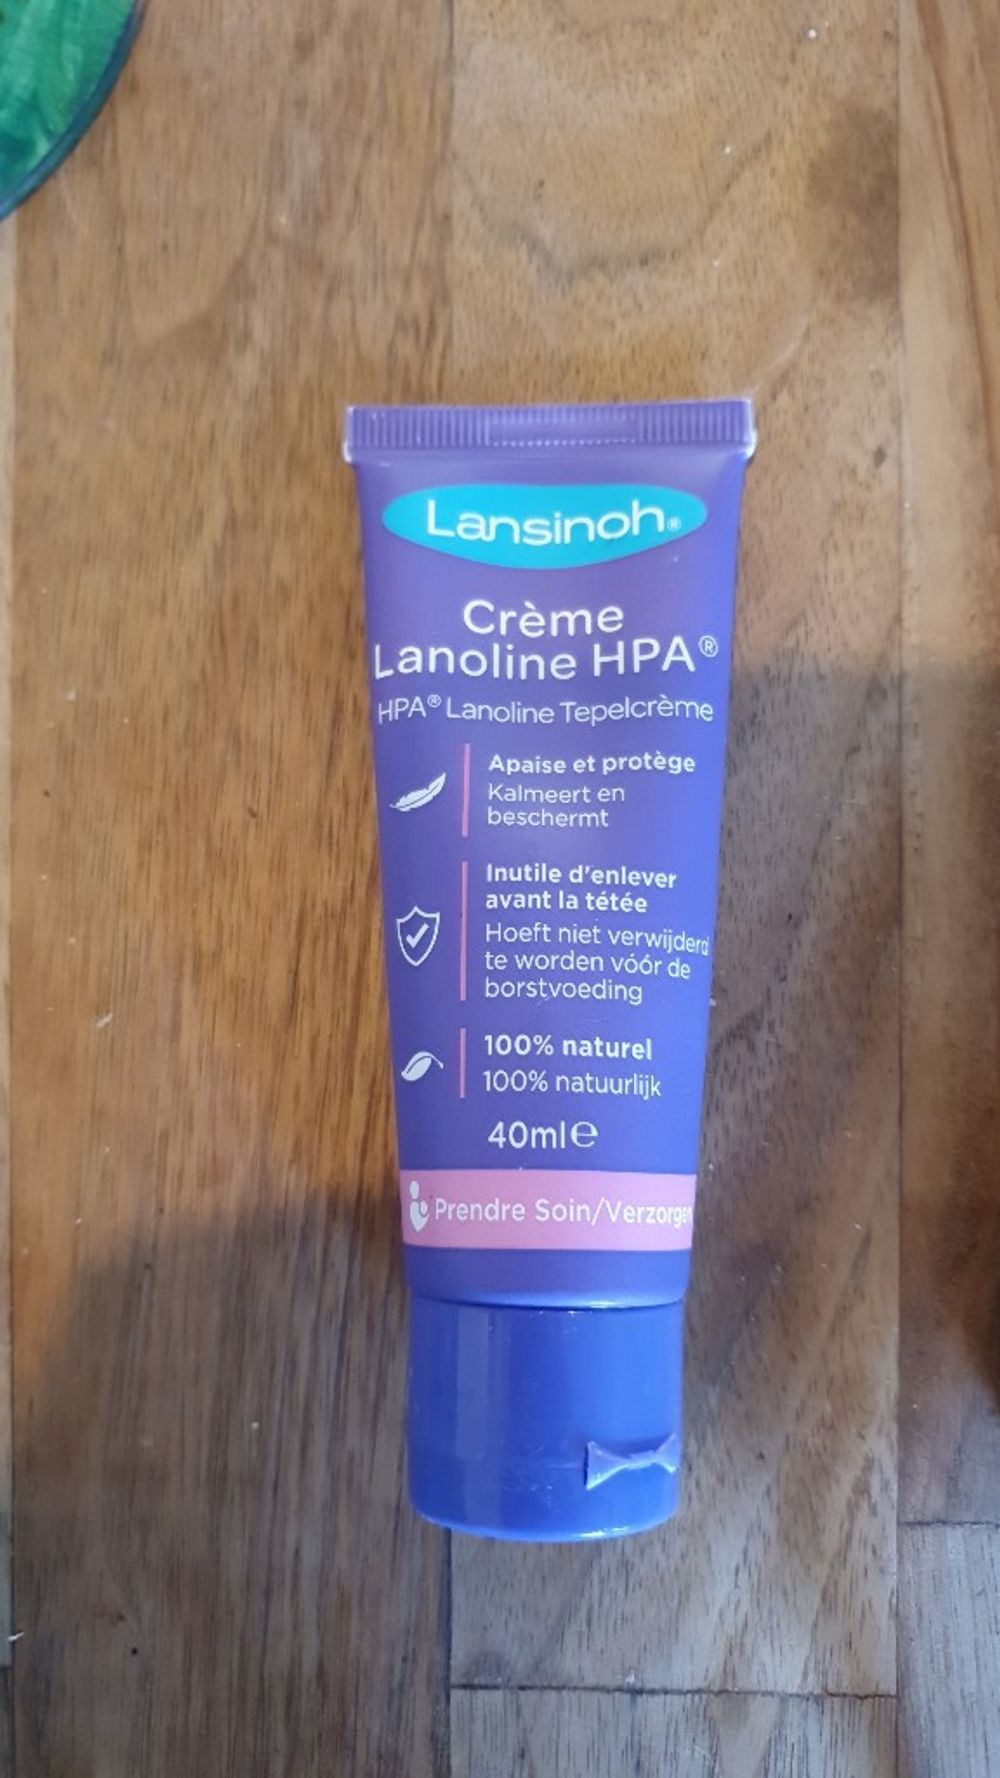 Lansinoh®
Crème
Lanoline HPA®
HPA® Lanoline Tepelcrème
Apaise et protège
Kalmeert en
beschermt
Inutile d'enlever
avant la tétée
Hoeft niet verwijderd
te worden vóór de
borstvoeding
100% naturel
100% natuurlijk
40ml℮
Prendre Soin/Verzorgen